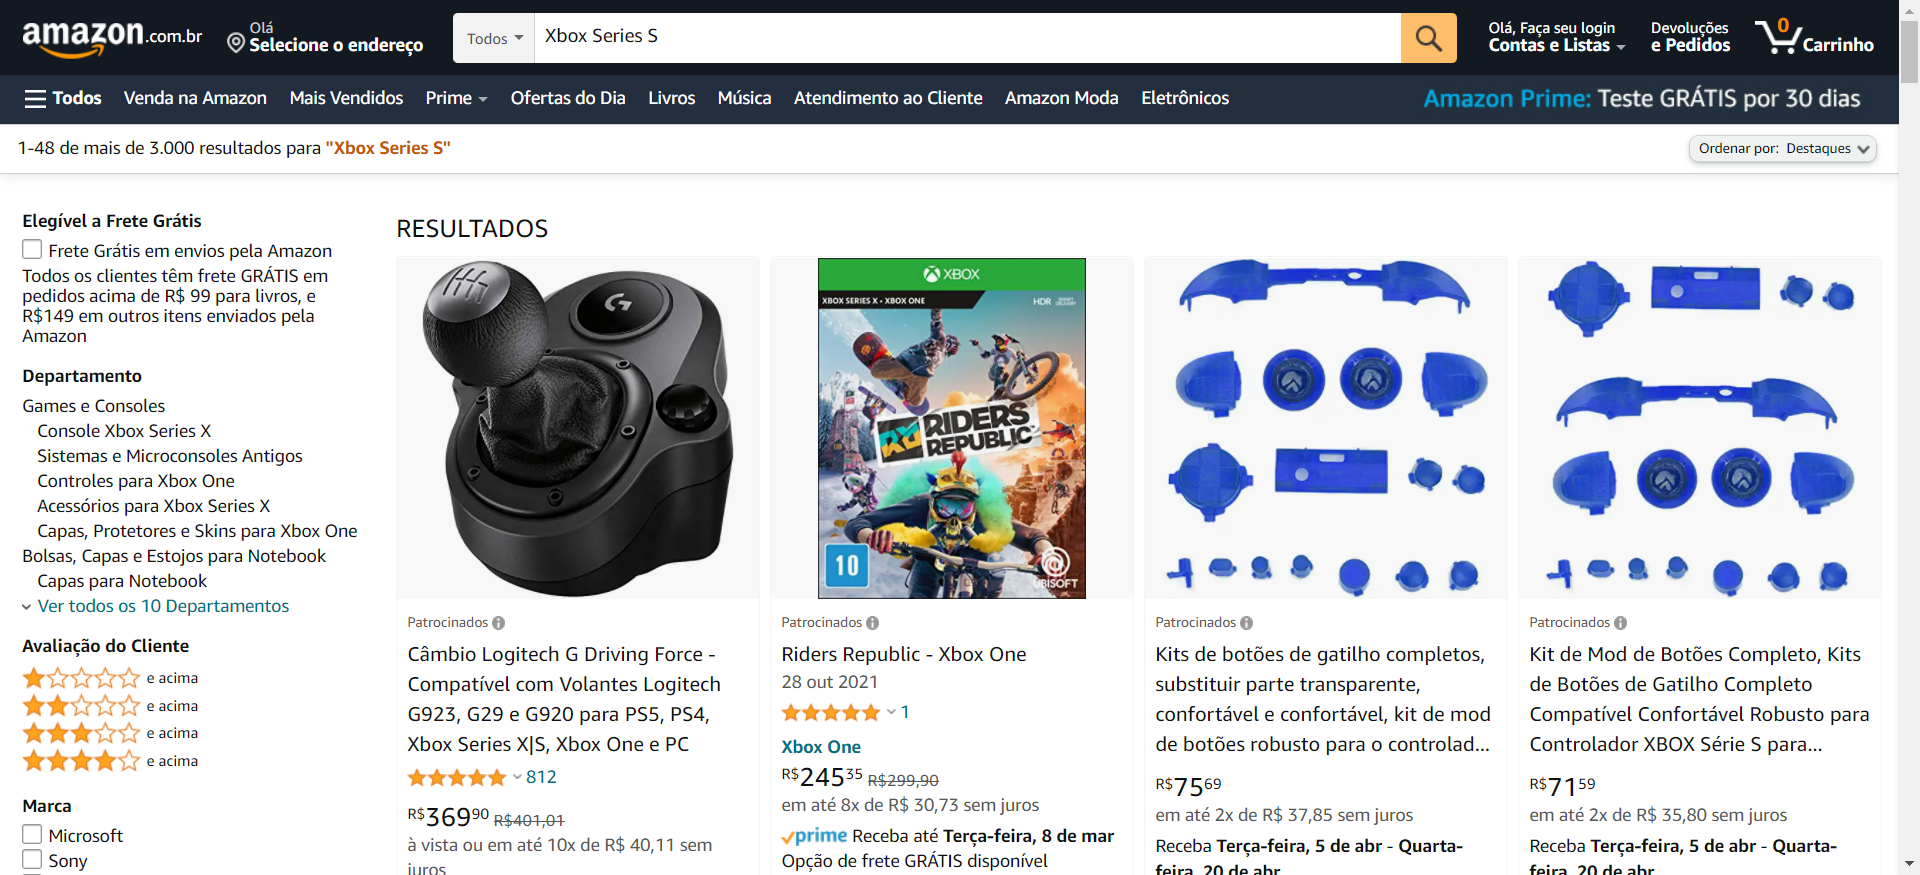 amazon.com.br
Olá
Selecione o endereço
Todos
Xbox Series S
Olá, Faça seu login
Contas e Listas
Devoluções
e Pedidos
0
Carrinho
Todos
Venda na Amazon
Mais Vendidos
Prime
Ofertas do Dia
Livros
Música
Atendimento ao Cliente
Amazon Moda
Eletrônicos
Amazon Prime: Teste GRÁTIS por 30 dias
1-48 de mais de 3.000 resultados para "Xbox Series S"
Ordenar por: Destaques
Elegível a Frete Grátis
Frete Grátis em envios pela Amazon
Todos os clientes têm frete GRÁTIS em
pedidos acima de R$ 99 para livros, e
R$149 em outros itens enviados pela
Amazon
Departamento
Games e Consoles
Console Xbox Series X
Sistemas e Microconsoles Antigos
Controles para Xbox One
Acessórios para Xbox Series X
Capas, Protetores e Skins para Xbox One
Bolsas, Capas e Estojos para Notebook
Capas para Notebook
Ver todos os 10 Departamentos
Avaliação do Cliente
e acima
e acima
e acima
e acima
Marca
Microsoft
Sony
RESULTADOS
G
Patrocinados
Câmbio Logitech G Driving Force -
Compatível com Volantes Logitech
G923, G29 e G920 para PS5, PS4,
Xbox Series X|S, Xbox One e PC
812
R$36990 R$401,01
à vista ou em até 10x de R$ 40,11 sem
juros
XBOX
XBOX SERIES X • XBOX ONE
HDR
SMART DELIVERY
RIDERS
REPUBLIC
10
UBISOFT
Patrocinados
Riders Republic - Xbox One
28 out 2021
1
Xbox One
R$24535 R$299,90
em até 8x de R$ 30,73 sem juros
prime Receba até Terça-feira, 8 de mar
Opção de frete GRÁTIS disponível
Patrocinados
Kits de botões de gatilho completos,
substituir parte transparente,
confortável e confortável, kit de mod
de botões robusto para o controlad...
R$7569
em até 2x de R$ 37,85 sem juros
Receba Terça-feira, 5 de abr - Quarta-
feira, 20 de abr
Patrocinados
Kit de Mod de Botões Completo, Kits
de Botões de Gatilho Completo
Compatível Confortável Robusto para
Controlador XBOX Série S para...
R$7159
em até 2x de R$ 35,80 sem juros
Receba Terça-feira, 5 de abr - Quarta-
feira, 20 de abr